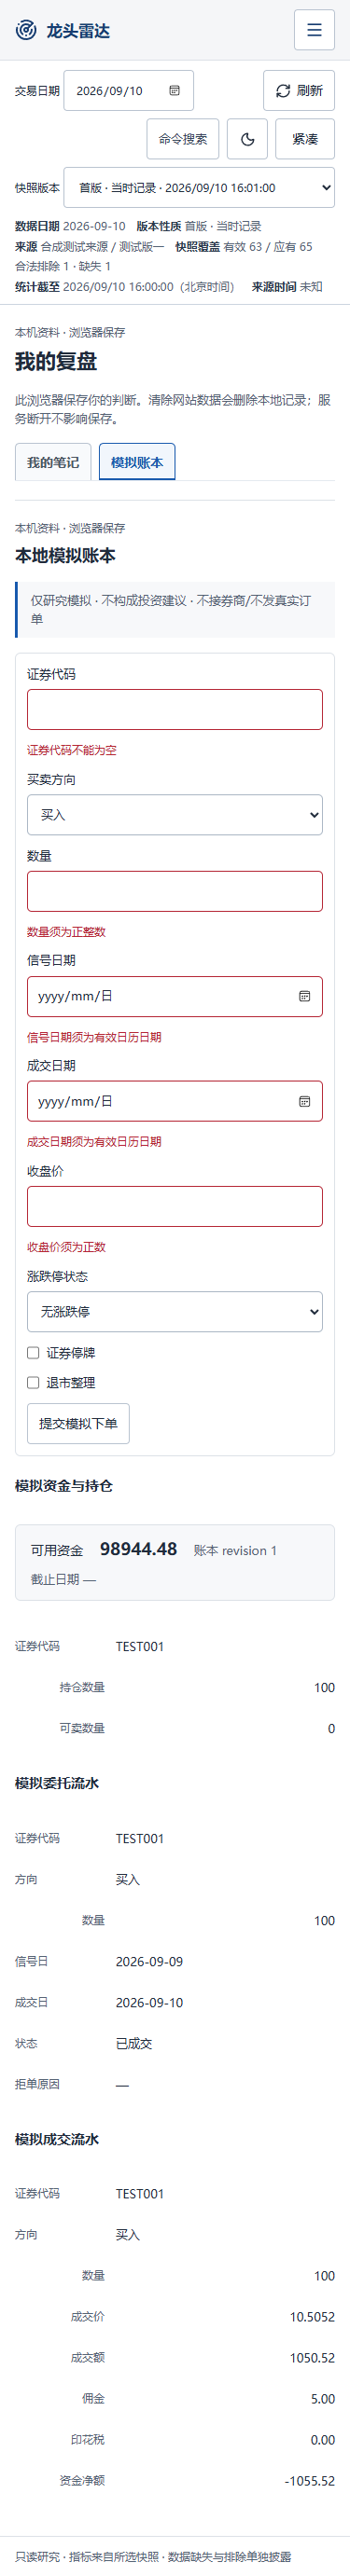 龙头雷达
交易日期 2026/09/10 刷新
命令搜索 紧凑
快照版本 首版 · 当时记录 · 2026/09/10 16:01:00
数据日期 2026-09-10 版本性质 首版 · 当时记录
来源 合成测试来源 / 测试版一 快照覆盖 有效 63 / 应有 65
合法排除 1 · 缺失 1
统计截至 2026/09/10 16:00:00（北京时间） 来源时间 未知
本机资料 · 浏览器保存
我的复盘
此浏览器保存你的判断。清除网站数据会删除本地记录；服
务断开不影响保存。
我的笔记 模拟账本
本机资料 · 浏览器保存
本地模拟账本
仅研究模拟 · 不构成投资建议 · 不接券商/不发真实订
单
证券代码
证券代码不能为空
买卖方向
买入
数量
数量须为正整数
信号日期
yyyy/mm/日
信号日期须为有效日历日期
成交日期
yyyy/mm/日
成交日期须为有效日历日期
收盘价
收盘价须为正数
涨跌停状态
无涨跌停
证券停牌
退市整理
提交模拟下单
模拟资金与持仓
可用资金 98944.48 账本 revision 1
截止日期 —
证券代码 TEST001
持仓数量 100
可卖数量 0
模拟委托流水
证券代码 TEST001
方向 买入
数量 100
信号日 2026-09-09
成交日 2026-09-10
状态 已成交
拒单原因 —
模拟成交流水
证券代码 TEST001
方向 买入
数量 100
成交价 10.5052
成交额 1050.52
佣金 5.00
印花税 0.00
资金净额 -1055.52
只读研究 · 指标来自所选快照 · 数据缺失与排除单独披露